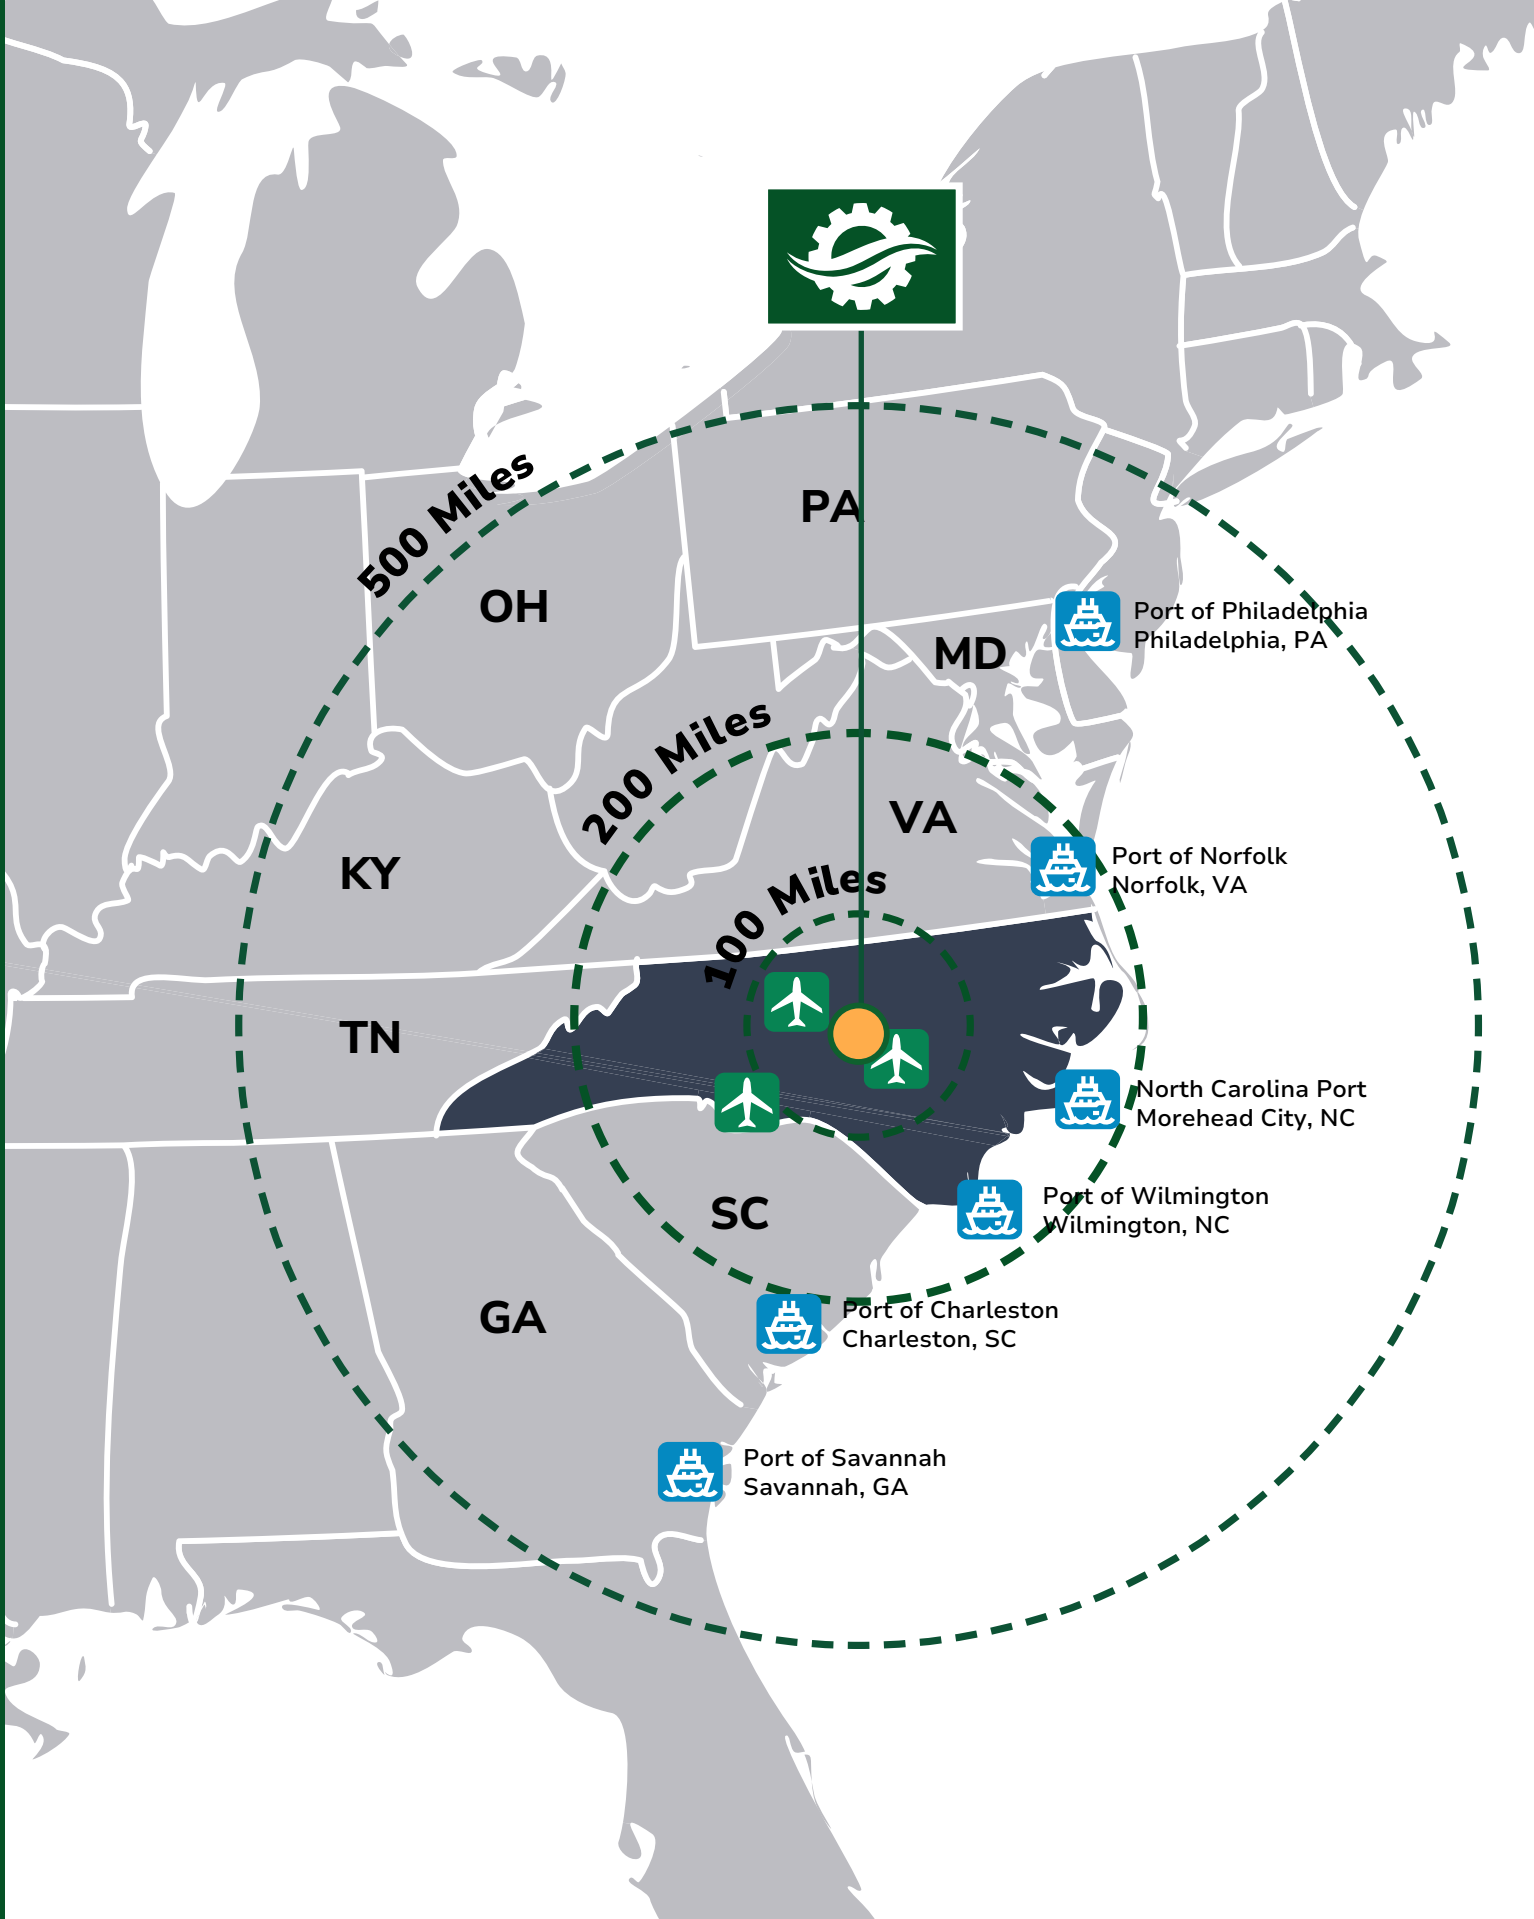 500 Miles
PA
OH
Port of Philadelphia
Philadelphia, PA
MD
200 Miles
VA
Port of Norfolk
Norfolk, VA
KY
100 Miles
TN
North Carolina Port
Morehead City, NC
Port of Wilmington
Wilmington, NC
SC
Port of Charleston
Charleston, SC
GA
Port of Savannah
Savannah, GA